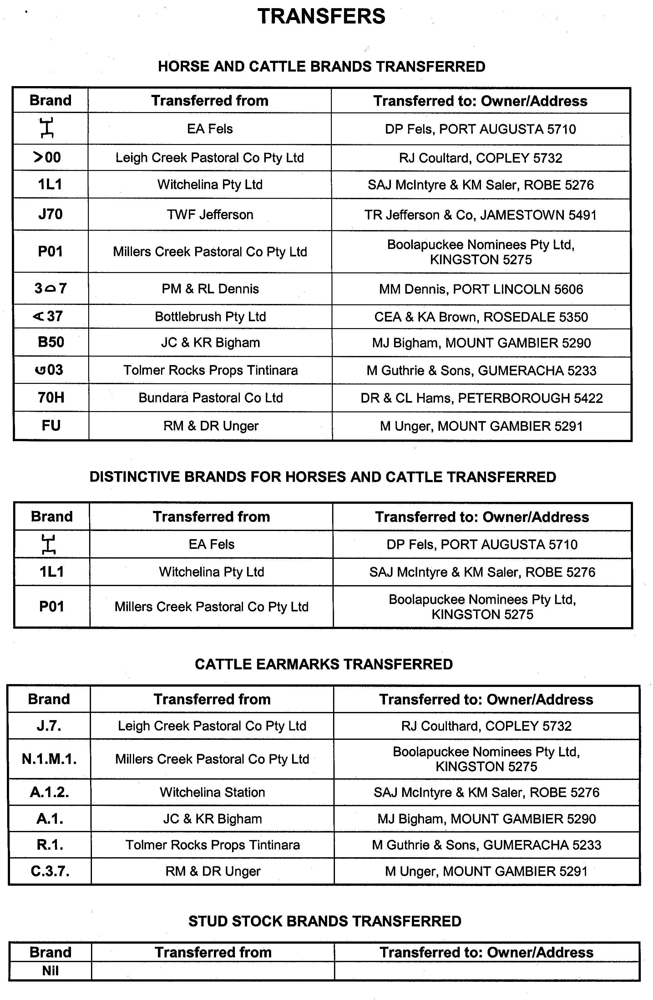 TRANSFERS
HORSE AND CATTLE BRANDS TRANSFERRED
Brand Transferred from Transferred to: Owner/Address
EA Fels DP Fels, PORT AUGUSTA 5710
>00 Leigh Creek Pastoral Co Pty Ltd RJ Coultard, COPLEY 5732
1L1 Witchelina Pty Ltd SAJ McIntyre & KM Saler, ROBE 5276
J70 TWF Jefferson TR Jefferson & Co, JAMESTOWN 5491
P01 Millers Creek Pastoral Co Pty Ltd Boolapuckee Nominees Pty Ltd,
KINGSTON 5275
3 7 PM & RL Dennis MM Dennis, PORT LINCOLN 5606
37 Bottlebrush Pty Ltd CEA & KA Brown, ROSEDALE 5350
B50 JC & KR Bigham MJ Bigham, MOUNT GAMBIER 5290
03 Tolmer Rocks Props Tintinara M Guthrie & Sons, GUMERACHA 5233
70H Bundara Pastoral Co Ltd DR & CL Hams, PETERBOROUGH 5422
FU RM & DR Unger M Unger, MOUNT GAMBIER 5291
DISTINCTIVE BRANDS FOR HORSES AND CATTLE TRANSFERRED
Brand Transferred from Transferred to: Owner/Address
EA Fels DP Fels, PORT AUGUSTA 5710
1L1 Witchelina Pty Ltd SAJ McIntyre & KM Saler, ROBE 5276
P01 Millers Creek Pastoral Co Pty Ltd Boolapuckee Nominees Pty Ltd,
KINGSTON 5275
CATTLE EARMARKS TRANSFERRED
Brand Transferred from Transferred to: Owner/Address
J.7. Leigh Creek Pastoral Co Pty Ltd RJ Coulthard, COPLEY 5732
N.1.M.1. Millers Creek Pastoral Co Pty Ltd Boolapuckee Nominees Pty Ltd,
KINGSTON 5275
A.1.2. Witchelina Station SAJ McIntyre & KM Saler, ROBE 5276
A.1. JC & KR Bigham MJ Bigham, MOUNT GAMBIER 5290
R.1. Tolmer Rocks Props Tintinara M Guthrie & Sons, GUMERACHA 5233
C.3.7. RM & DR Unger M Unger, MOUNT GAMBIER 5291
STUD STOCK BRANDS TRANSFERRED
Brand Transferred from Transferred to: Owner/Address
Nil